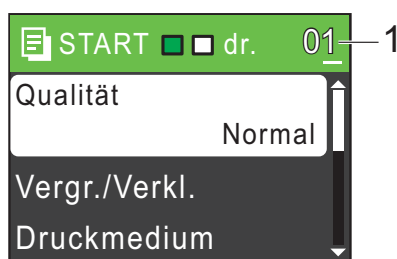 START dr. 01 1
Qualität
Normal
Vergr./Verkl.
Druckmedium